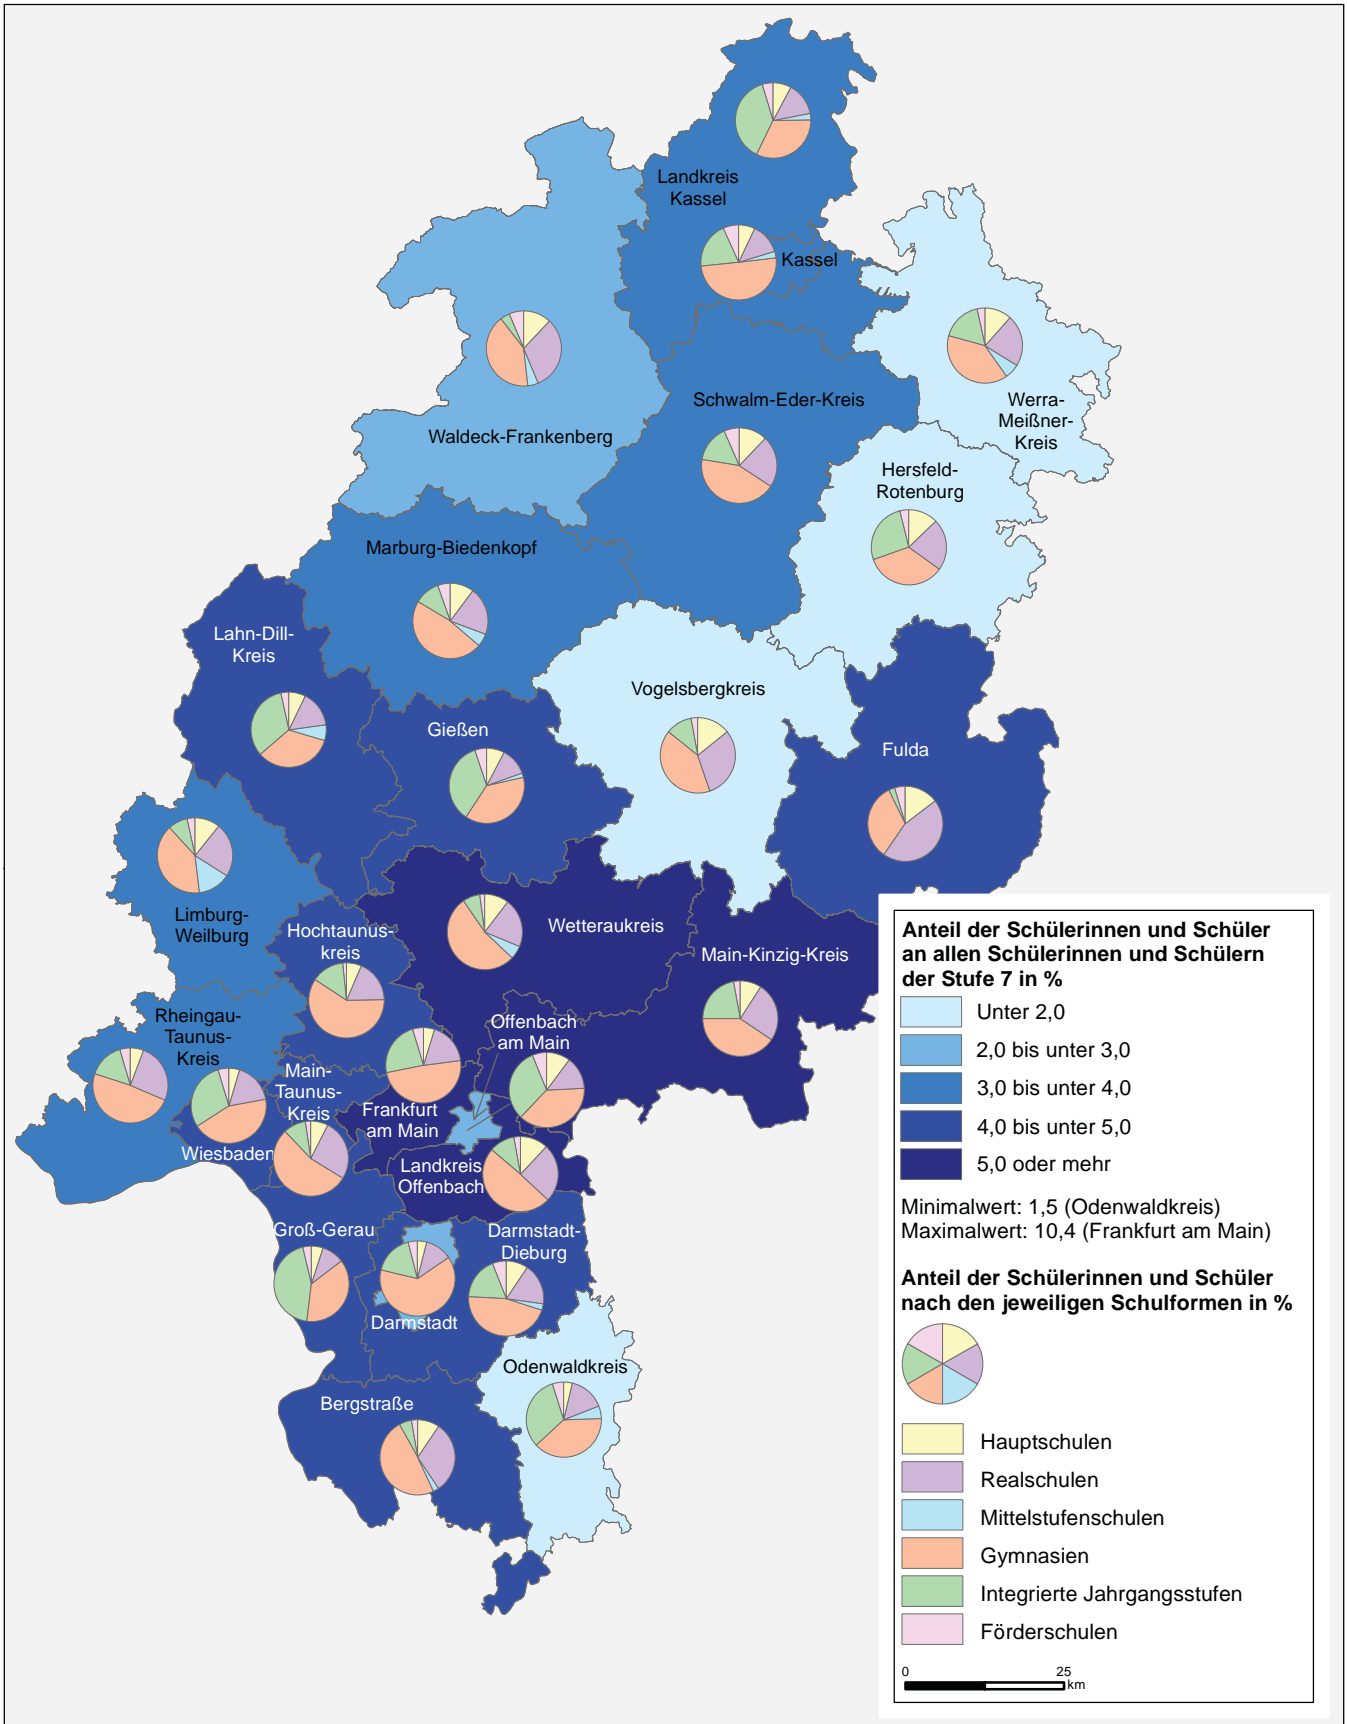 Landkreis
Kassel
Kassel
Werra-
Meißner-
Kreis
Schwalm-Eder-Kreis
Waldeck-Frankenberg
Hersfeld-
Rotenburg
Marburg-Biedenkopf
Lahn-Dill-
Kreis
Vogelsbergkreis
Gießen
Fulda
Limburg-
Weilburg
Hochtaunus-
kreis
Wetteraukreis
Main-Kinzig-Kreis
Rheingau-
Taunus-
Kreis
Offenbach
am Main
Main-
Taunus-
Kreis
Frankfurt
am Main
Wiesbaden
Landkreis
Offenbach
Groß-Gerau
Darmstadt-
Dieburg
Darmstadt
Odenwaldkreis
Bergstraße
Anteil der Schülerinnen und Schüler
an allen Schülerinnen und Schülern
der Stufe 7 in %
Unter 2,0
2,0 bis unter 3,0
3,0 bis unter 4,0
4,0 bis unter 5,0
5,0 oder mehr
Minimalwert: 1,5 (Odenwaldkreis)
Maximalwert: 10,4 (Frankfurt am Main)
Anteil der Schülerinnen und Schüler
nach den jeweiligen Schulformen in %
Hauptschulen
Realschulen
Mittelstufenschulen
Gymnasien
Integrierte Jahrgangsstufen
Förderschulen
0 25
km